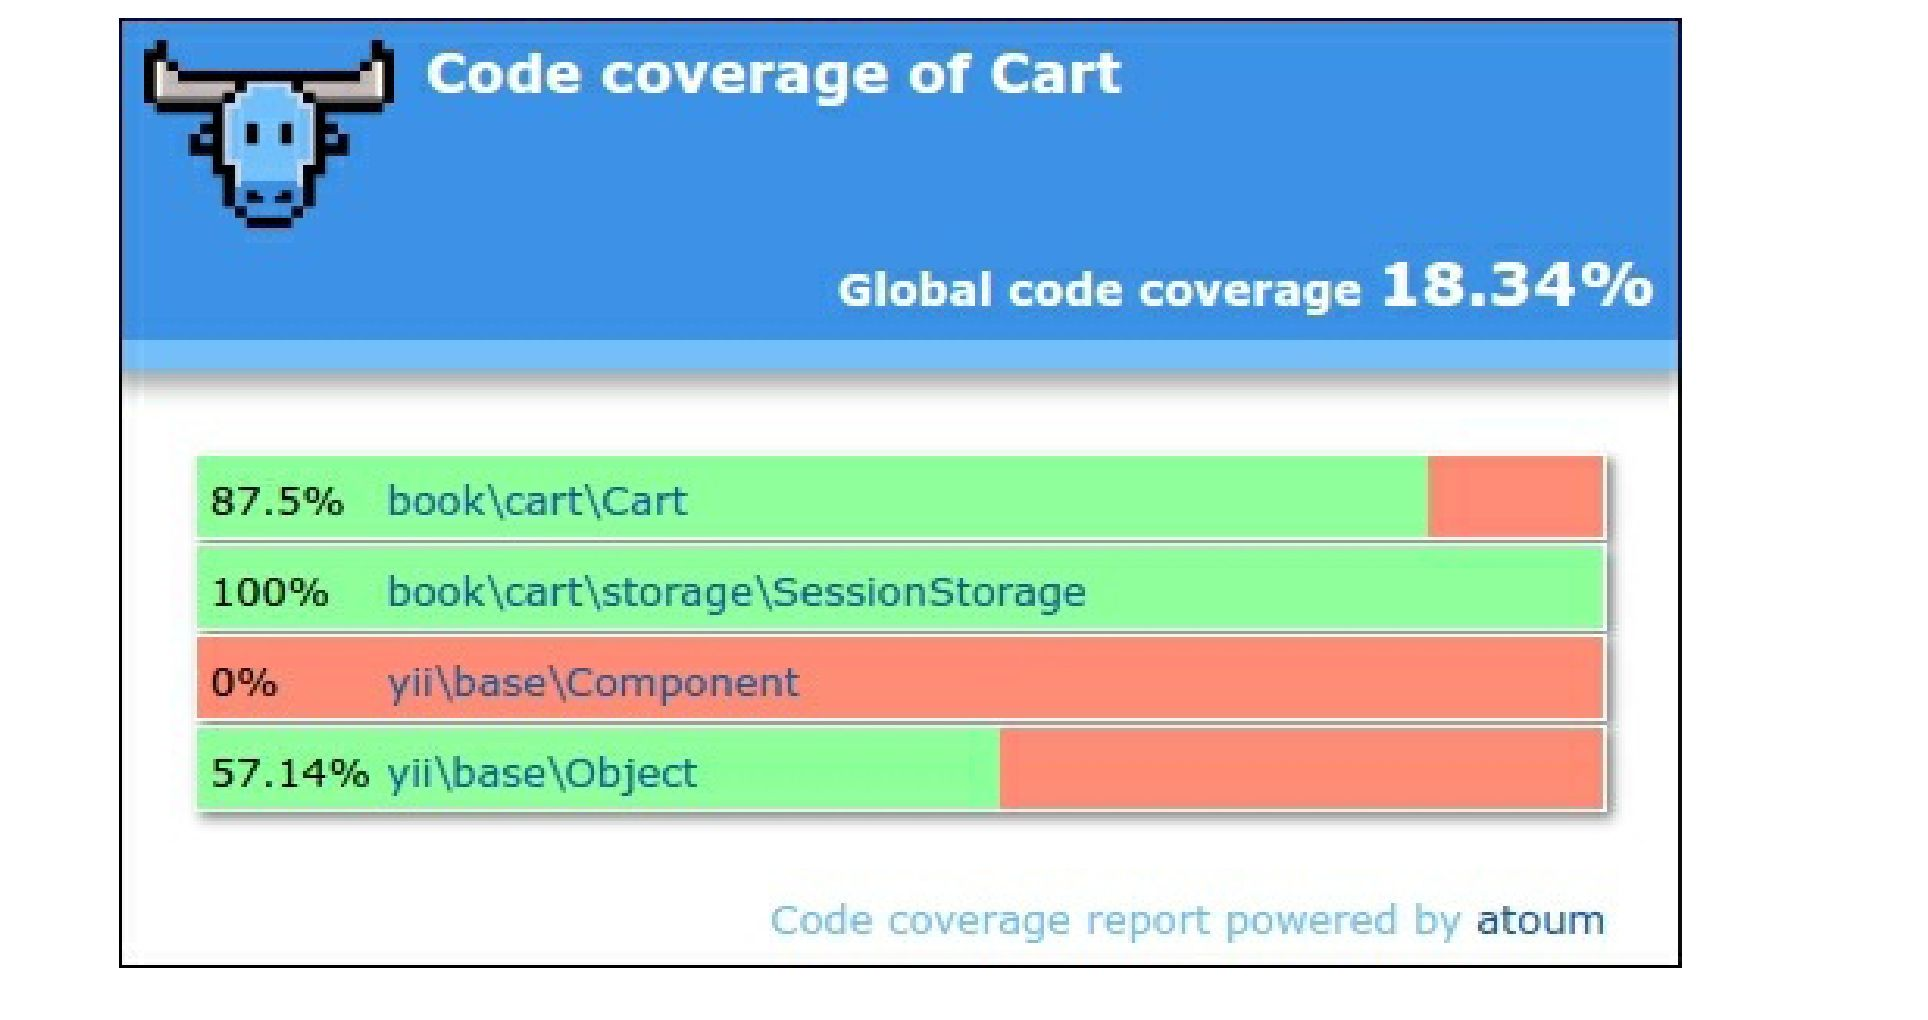 Code coverage of Cart
Global code coverage 18.34%
87.5% book\cart\Cart
100% book\cart\storage\SessionStorage
0% yii\base\Component
57.14% yii\base\Object
Code coverage report powered by atoum